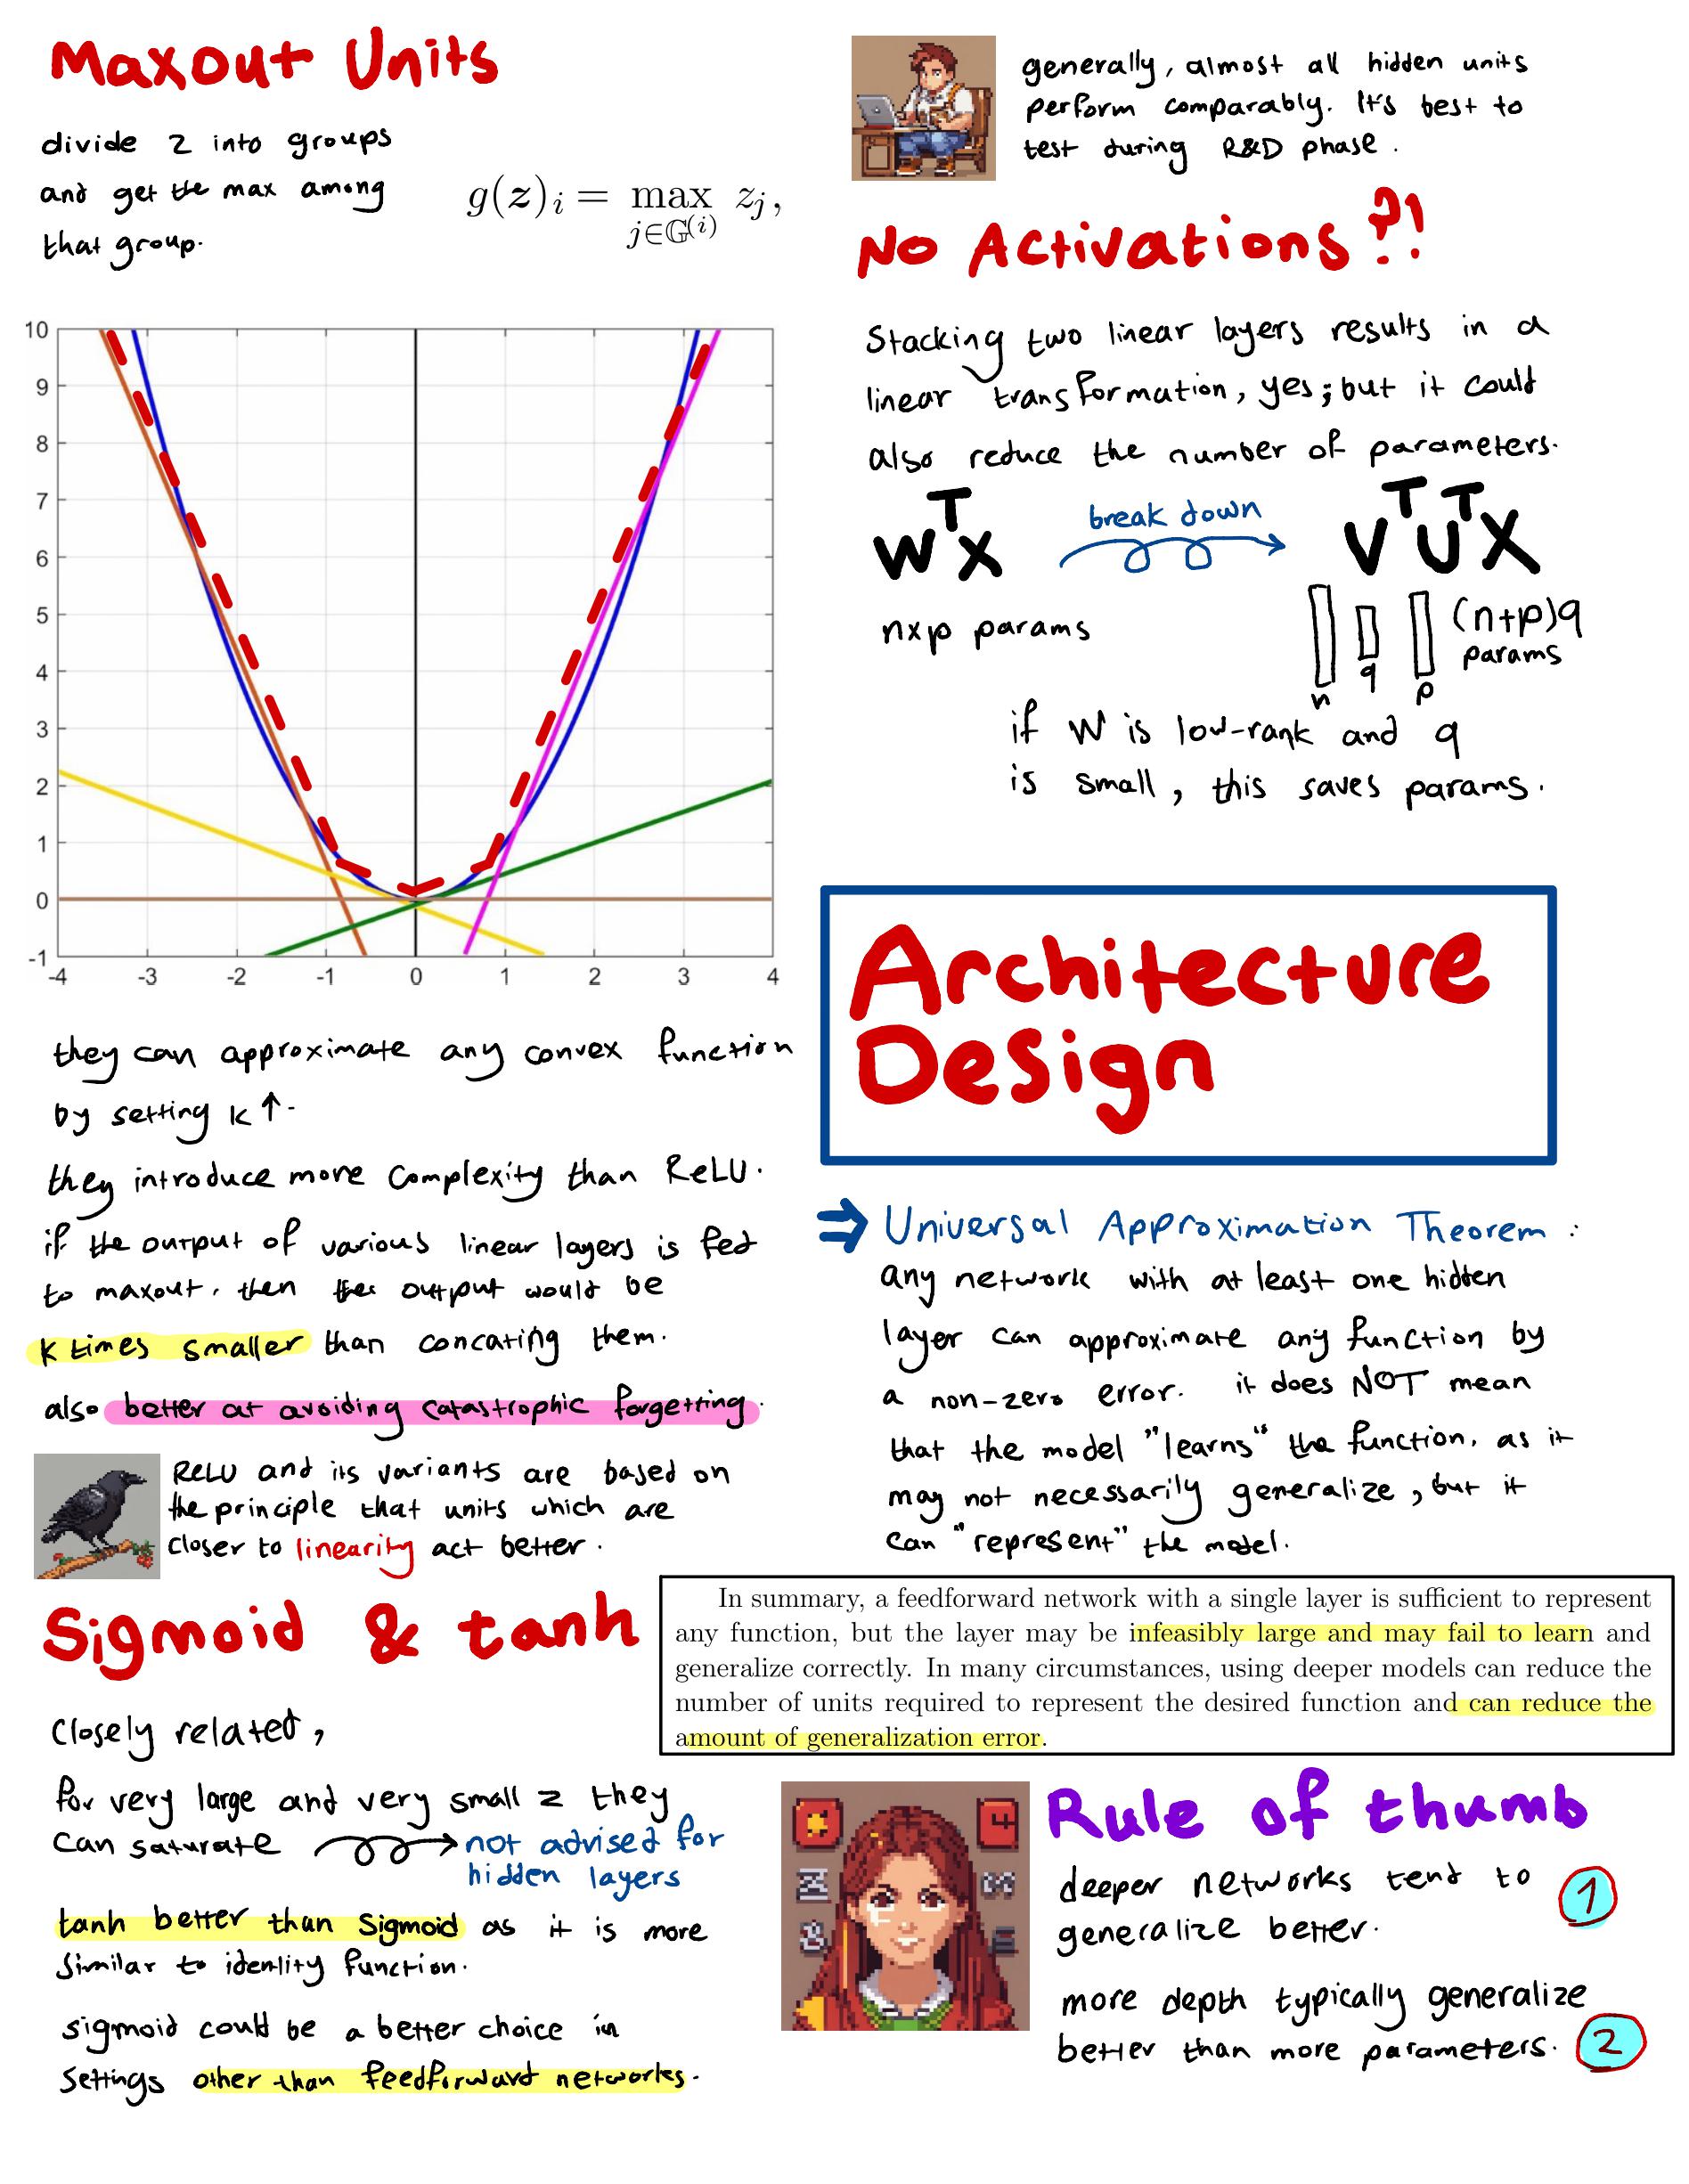 Maxout Units
divide z into groups
and get the max among
that group.
g(z)_i = max_{j∈𝔾^(i)} z_j,
10
9
8
7
6
5
4
3
2
1
0
-1
-4 -3 -2 -1 0 1 2 3 4
they can approximate any convex function
by setting k ↑.
they introduce more complexity than ReLU.
if the output of various linear layers is fed
to maxout, then the output would be
k times smaller than concating them.
also better at avoiding catastrophic forgetting.
ReLU and its variants are based on
the principle that units which are
closer to linearity act better.
Sigmoid & tanh
closely related,
for very large and very small z they
can saturate → not advised for
hidden layers
tanh better than Sigmoid as it is more
similar to identity function.
sigmoid could be a better choice in
settings other than feedforward networks.
generally, almost all hidden units
perform comparably. It's best to
test during R&D phase.
No Activations ?!
Stacking two linear layers results in a
linear transformation, yes; but it could
also reduce the number of parameters.
W^T X break down V^T U^T X
nxp params
n q p (n+p)q
params
if W is low-rank and q
is small, this saves params.
Architecture
Design
⇒ Universal Approximation Theorem :
any network with at least one hidden
layer can approximate any function by
a non-zero error. it does NOT mean
that the model "learns" the function, as it
may not necessarily generalize, but it
can "represent" the model.
In summary, a feedforward network with a single layer is sufficient to represent
any function, but the layer may be infeasibly large and may fail to learn and
generalize correctly. In many circumstances, using deeper models can reduce the
number of units required to represent the desired function and can reduce the
amount of generalization error.
Rule of thumb
deeper networks tend to 1
generalize better.
more depth typically generalize
better than more parameters. 2